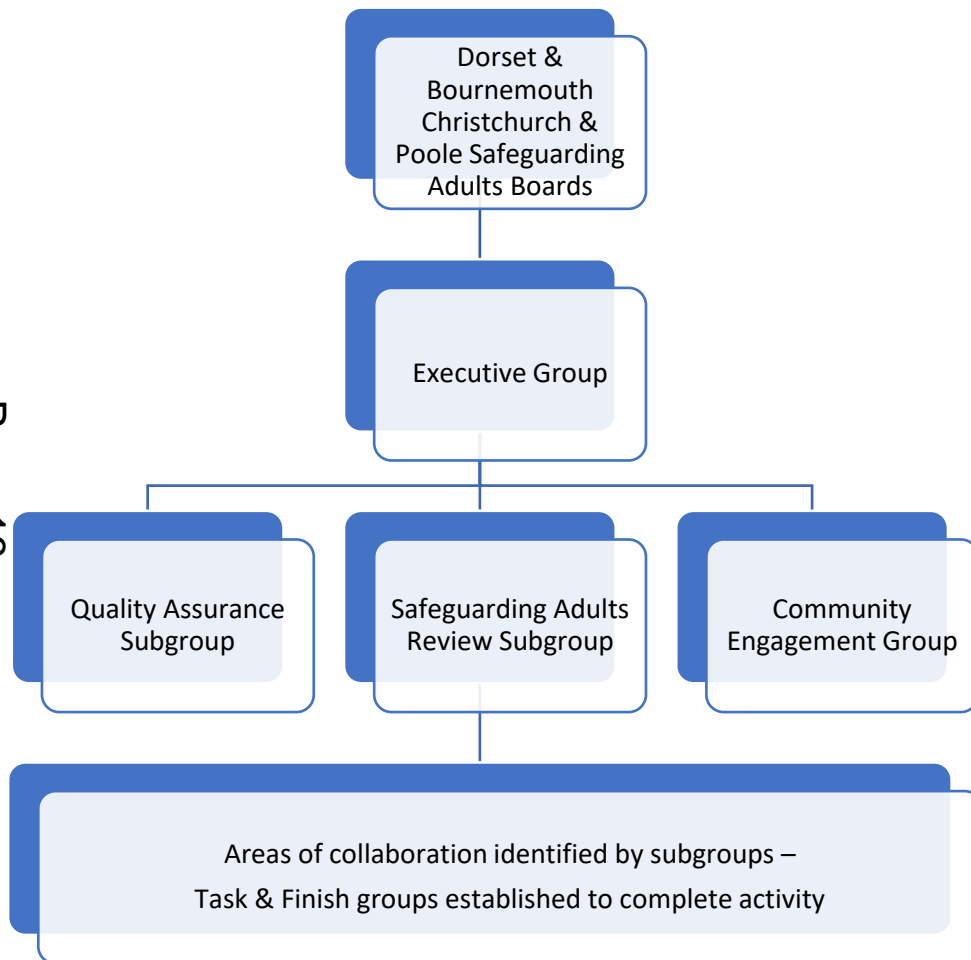 Dorset &
Bournemouth
Christchurch &
Poole Safeguarding
Adults Boards
Executive Group
Quality Assurance
Subgroup
Safeguarding Adults
Review Subgroup
Community
Engagement Group
Areas of collaboration identified by subgroups –
Task & Finish groups established to complete activity